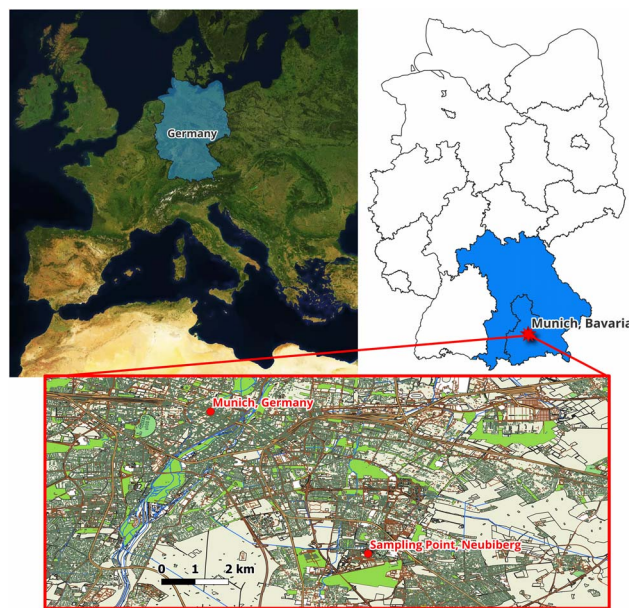 Germany
Munich, Bavaria
Munich, Germany
Sampling Point, Neubiberg
0 1 2 km